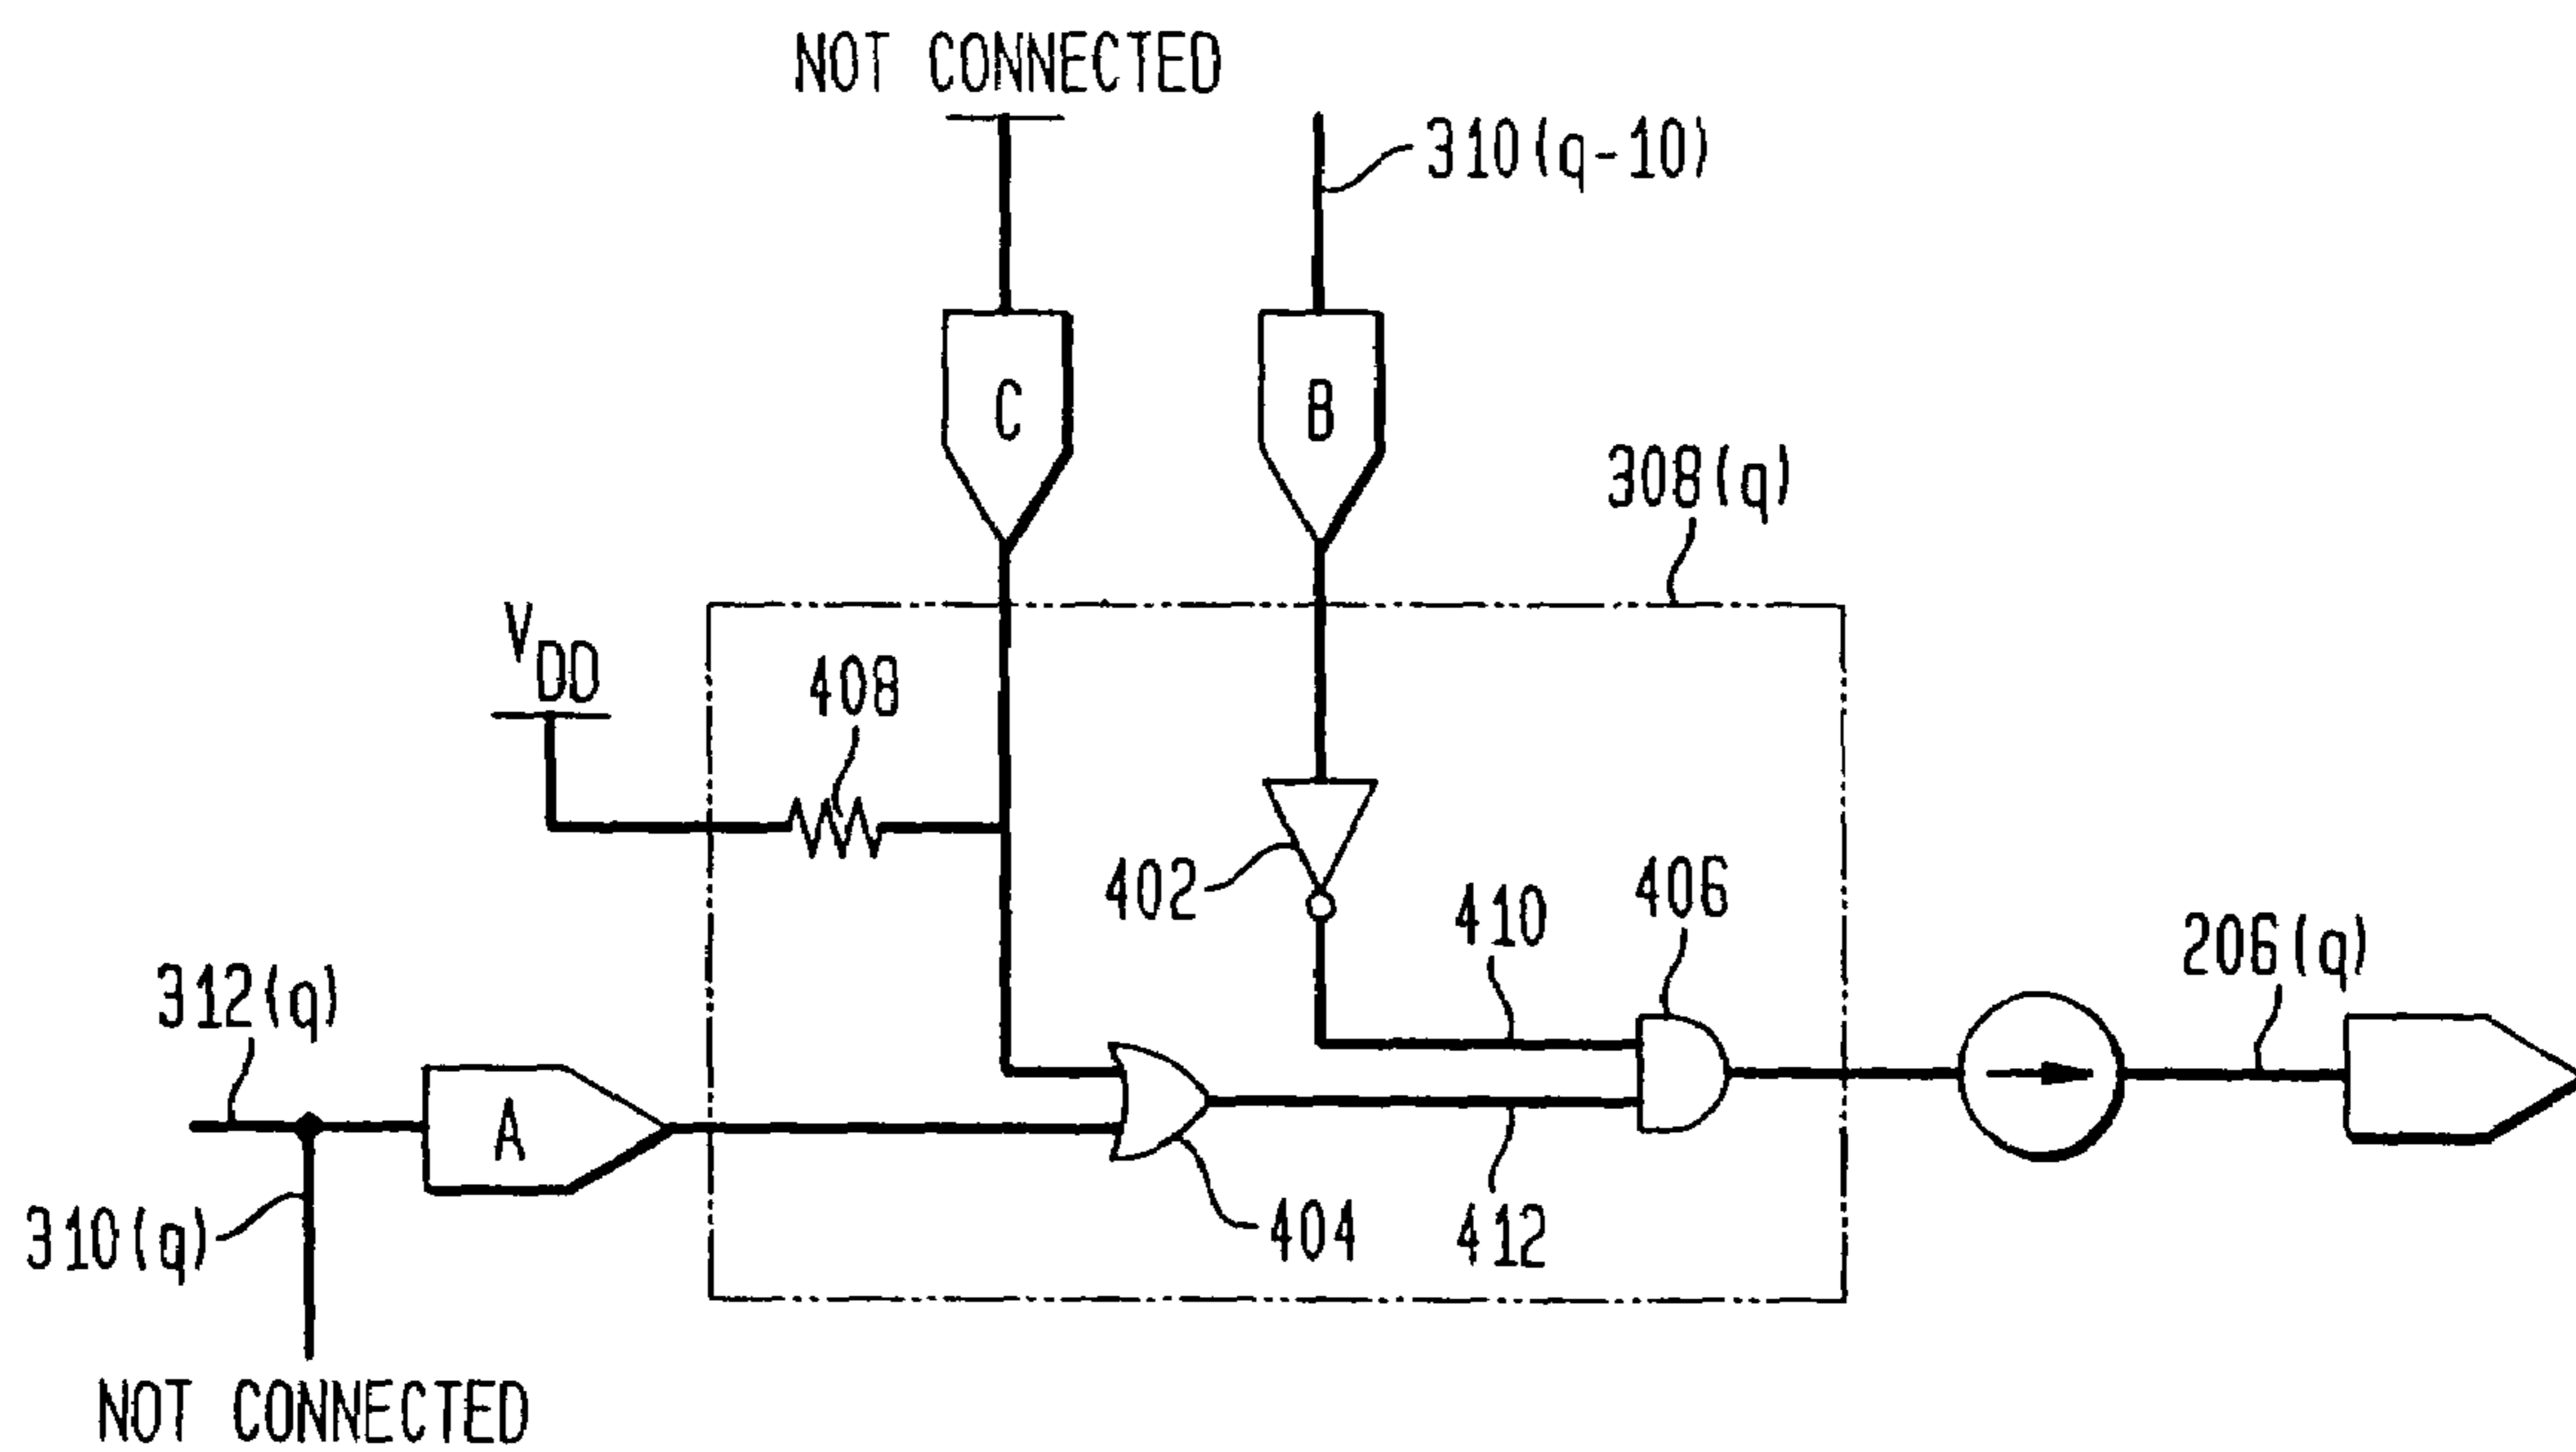 NOT CONNECTED
310(q-10)
C
B
308(q)
VDD
408
402
410
406
206(q)
312(q)
A
310(q)
404
412
NOT CONNECTED